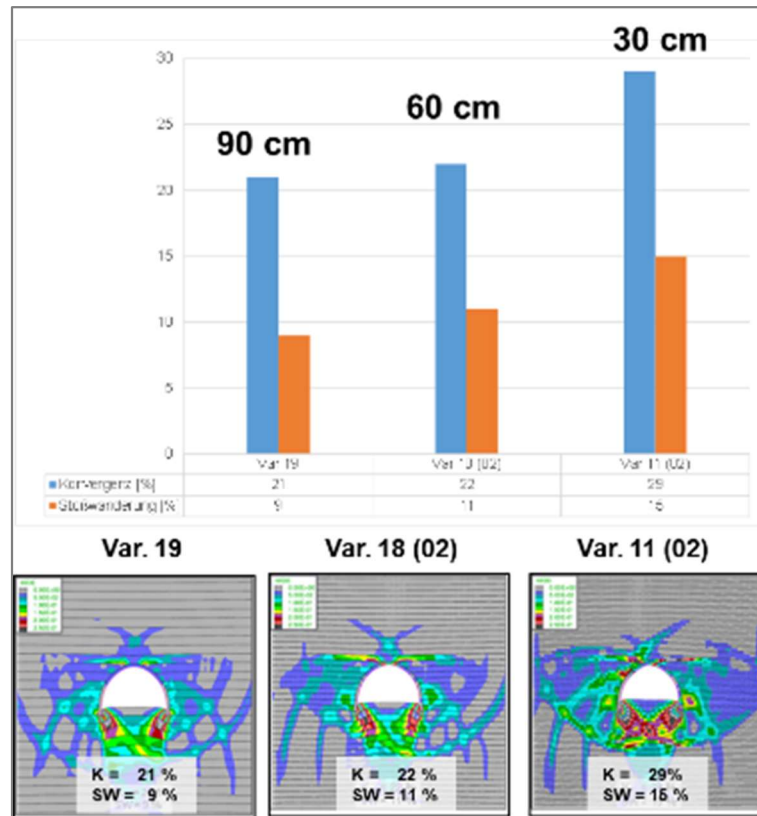 30 cm
60 cm
90 cm
30
25
20
15
10
5
0
Var 19
Var 18 (02)
Var 11 (02)
Konvergenz [%]
21
22
29
Stoßwanderung [%]
9
11
15
Var. 19
Var. 18 (02)
Var. 11 (02)
K = 21 %
SW = 9 %
K = 22 %
SW = 11 %
K = 29%
SW = 15 %